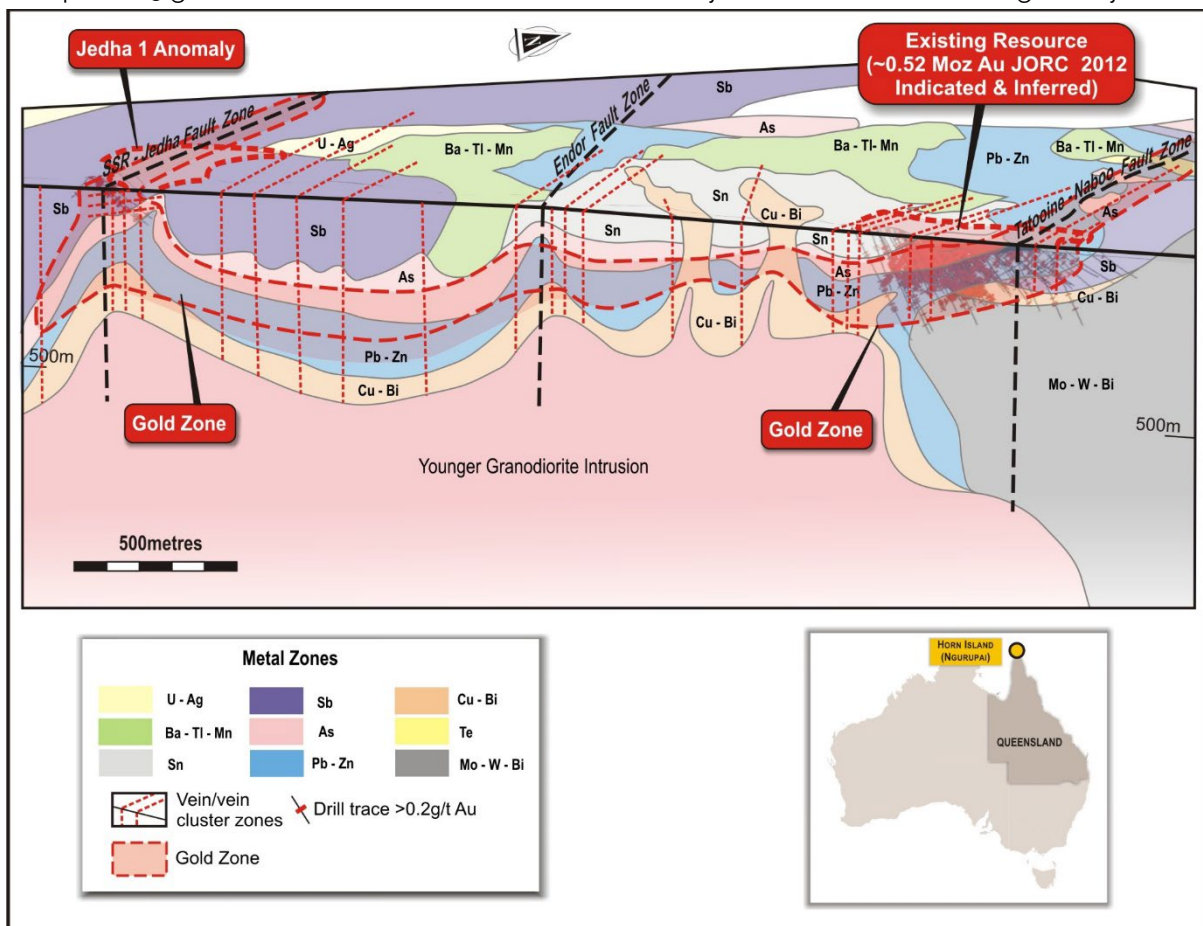 Jedha 1 Anomaly
N
Existing Resource
(~0.52 Moz Au JORC 2012
Indicated & Inferred)
Sb
As
U - Ag
Ba - Tl - Mn
Endor Fault Zone
Ba - Tl- Mn
Pb - Zn
Ba - Tl - Mn
SSR - Jedha Fault Zone
Tatooine - Naboo Fault Zone
As
Sb
Sb
Sn
Sn
Cu - Bi
Sn
As
As
Pb - Zn
Sb
Cu - Bi
Pb - Zn
Cu - Bi
Cu - Bi
500m
Mo - W - Bi
Gold Zone
Gold Zone
500m
Younger Granodiorite Intrusion
500metres
Metal Zones
U - Ag
Sb
Cu - Bi
Ba - Tl - Mn
As
Te
Sn
Pb - Zn
Mo - W - Bi
Vein/vein
cluster zones
Drill trace >0.2g/t Au
Gold Zone
HORN ISLAND
(NGURUPAI)
QUEENSLAND